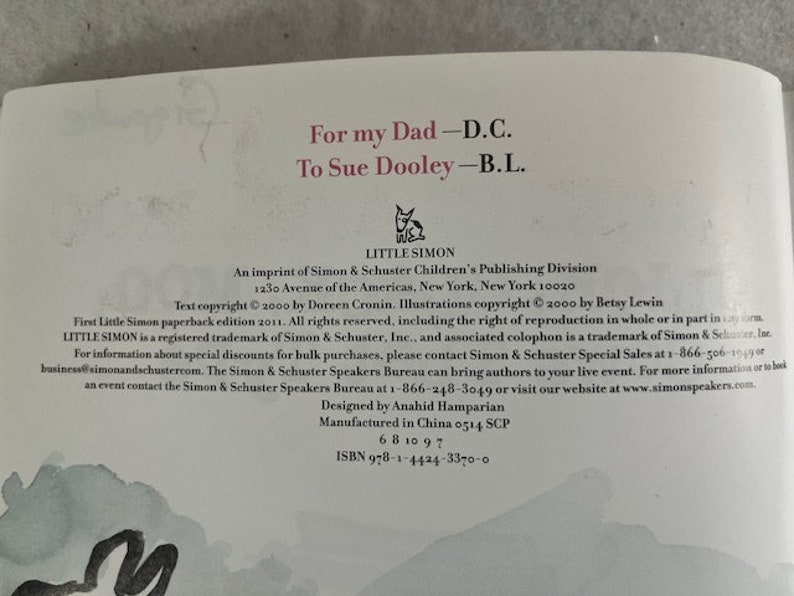 For my Dad —D.C.
To Sue Dooley —B.L.
LITTLE SIMON
An imprint of Simon & Schuster Children's Publishing Division
1230 Avenue of the Americas, New York, New York 10020
Text copyright © 2000 by Doreen Cronin. Illustrations copyright © 2000 by Betsy Lewin
First Little Simon paperback edition 2011. All rights reserved, including the right of reproduction in whole or in part in any form.
LITTLE SIMON is a registered trademark of Simon & Schuster, Inc., and associated colophon is a trademark of Simon & Schuster, Inc.
For information about special discounts for bulk purchases, please contact Simon & Schuster Special Sales at 1-866-506-1949 or
business@simonandschustercom. The Simon & Schuster Speakers Bureau can bring authors to your live event. For more information or to book
an event contact the Simon & Schuster Speakers Bureau at 1-866-248-3049 or visit our website at www.simonspeakers.com.
Designed by Anahid Hamparian
Manufactured in China 0514 SCP
6 8 10 9 7
ISBN 978-1-4424-3370-0